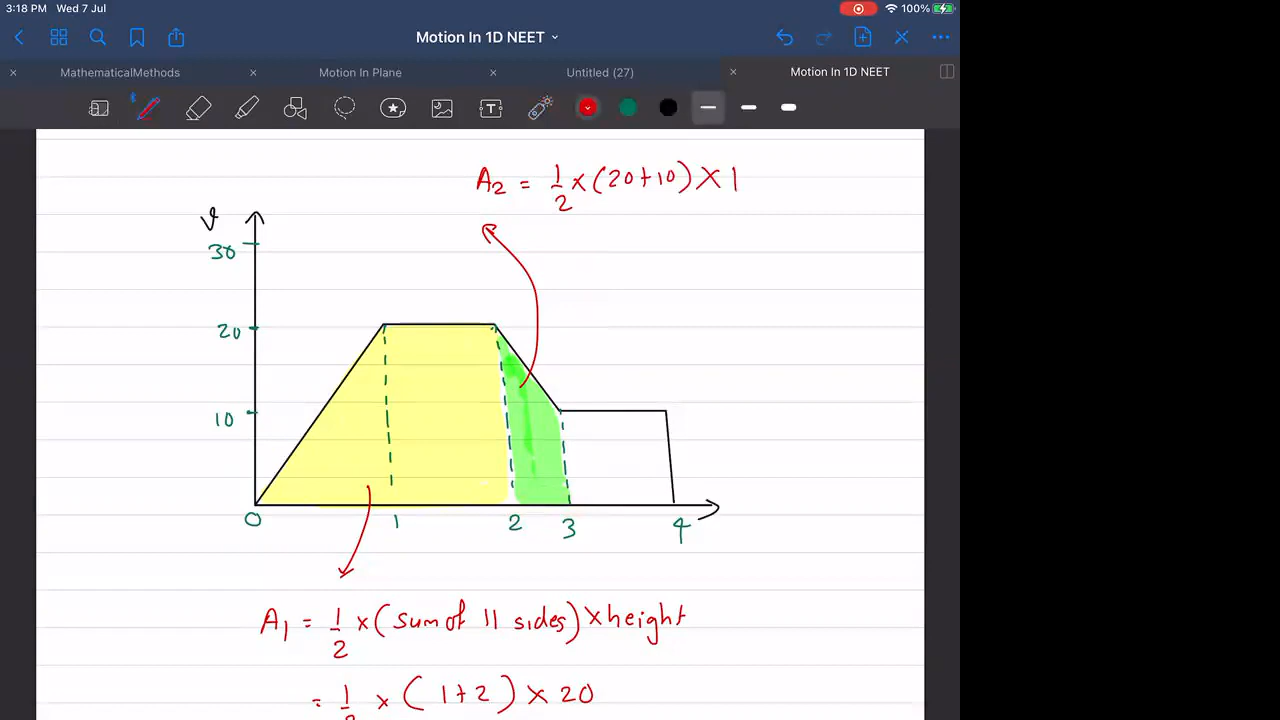 3:18 PM Wed 7 Jul
100%
Motion In 1D NEET
MathematicalMethods
Motion In Plane
Untitled (27)
Motion In 1D NEET
A2 = 1/2 × (20+10) × 1
v
30
20
10
0 1 2 3 4
A1 = 1/2 × (sum of || sides) × height
= 1/2 × (1+2) × 20